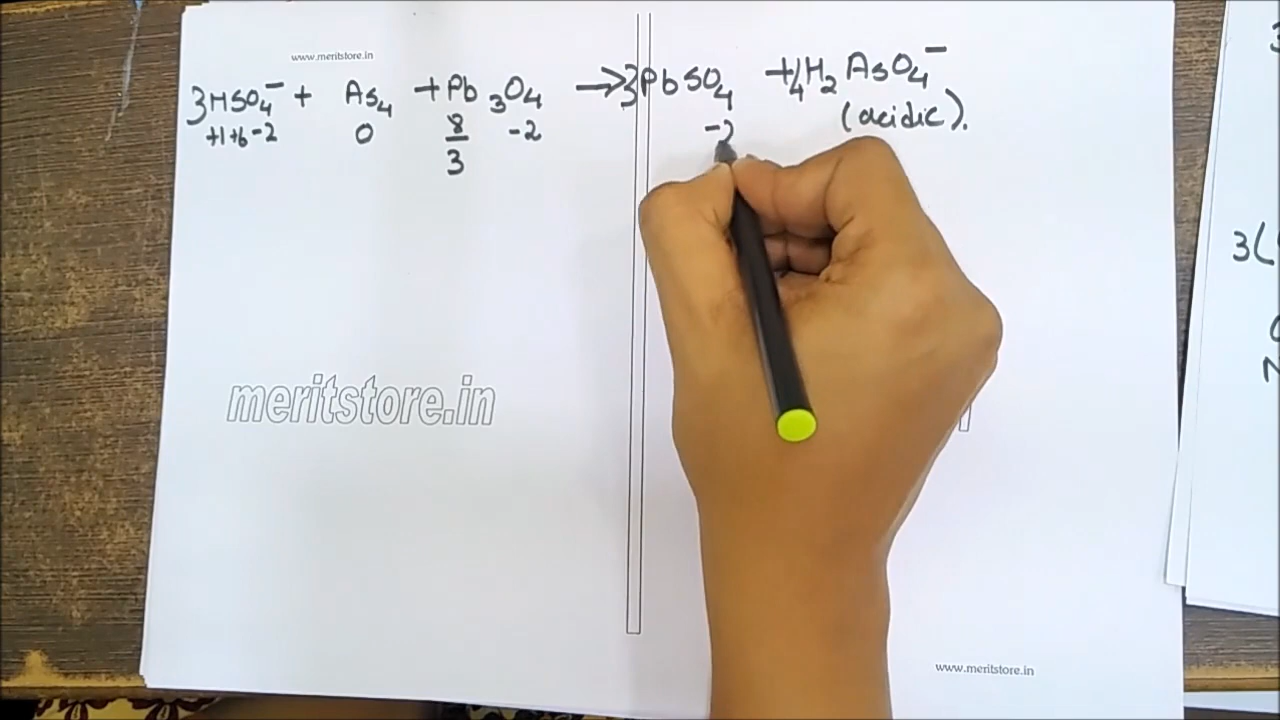 www.meritstore.in
3HSO₄⁻ + As₄ + Pb₃O₄ → 3PbSO₄ + 4H₂AsO₄⁻
+1+6-2 0 8/3 -2 -2 (acidic).
meritstore.in
3(
www.meritstore.in